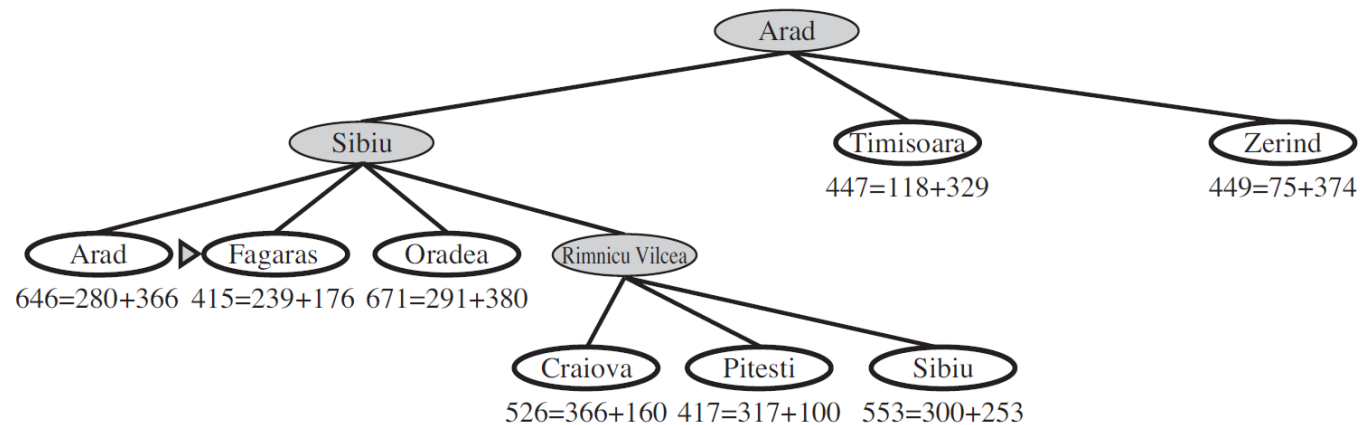 Arad
Sibiu Timisoara Zerind
447=118+329 449=75+374
Arad Fagaras Oradea Rimnicu Vilcea
646=280+366 415=239+176 671=291+380
Craiova Pitesti Sibiu
526=366+160 417=317+100 553=300+253